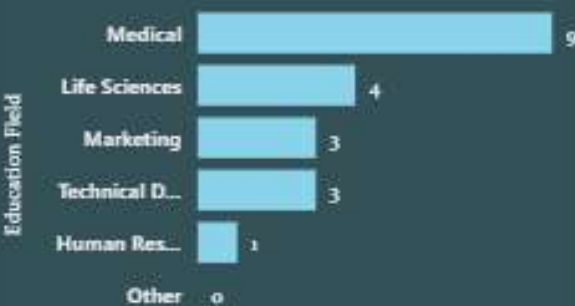 Medical 9
Life Sciences 4
Marketing 3
Technical D... 3
Human Res... 1
Other 0
Education Field